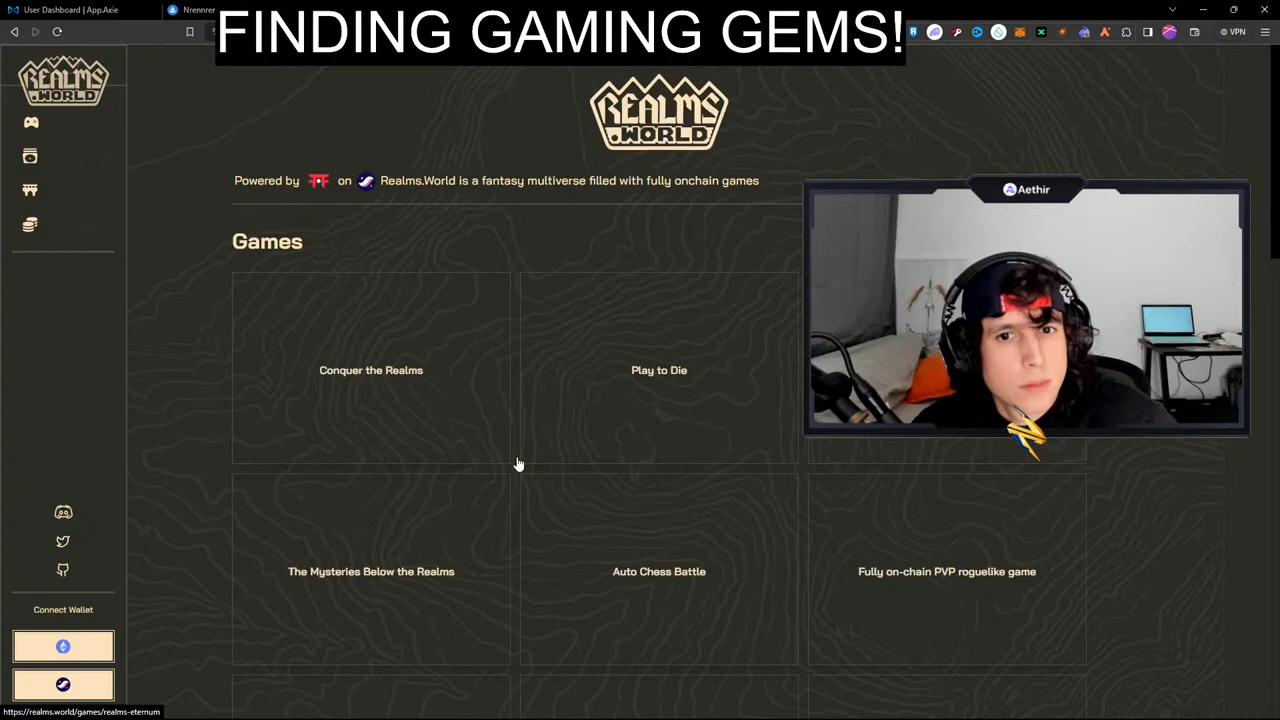 User Dashboard | App.Axie
Nrennrer
FINDING GAMING GEMS!
VPN
REALMS
.WORLD
REALMS
.WORLD
Powered by on Realms.World is a fantasy multiverse filled with fully onchain games
Aethir
Games
Conquer the Realms
Play to Die
The Mysteries Below the Realms
Auto Chess Battle
Fully on-chain PVP roguelike game
Connect Wallet
https://realms.world/games/realms-eternum